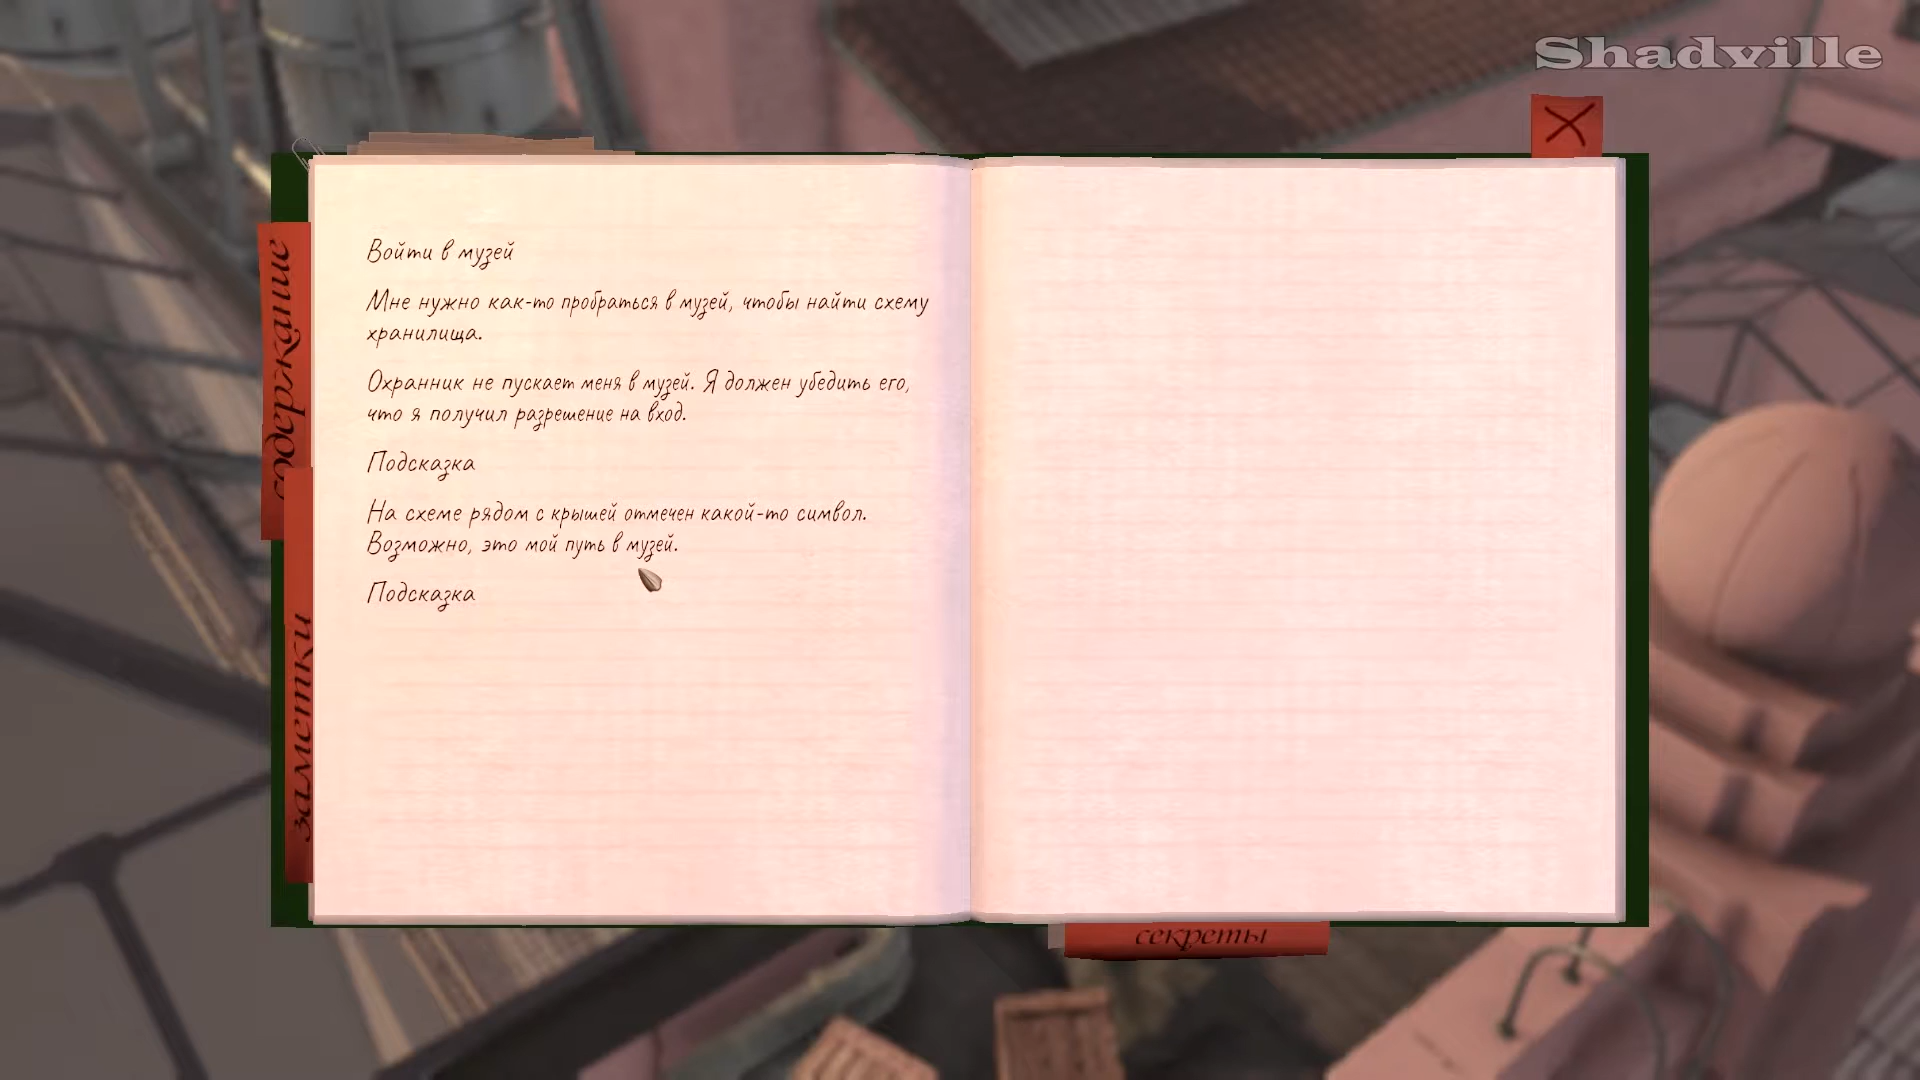 Shadville
Войти в музей
Мне нужно как-то пробраться в музей, чтобы найти схему
хранилища.
Охранник не пускает меня в музей. Я должен убедить его,
что я получил разрешение на вход.
Подсказка
На схеме рядом с крышей отмечен какой-то символ.
Возможно, это мой путь в музей.
Подсказка
содержание
заметки
секреты